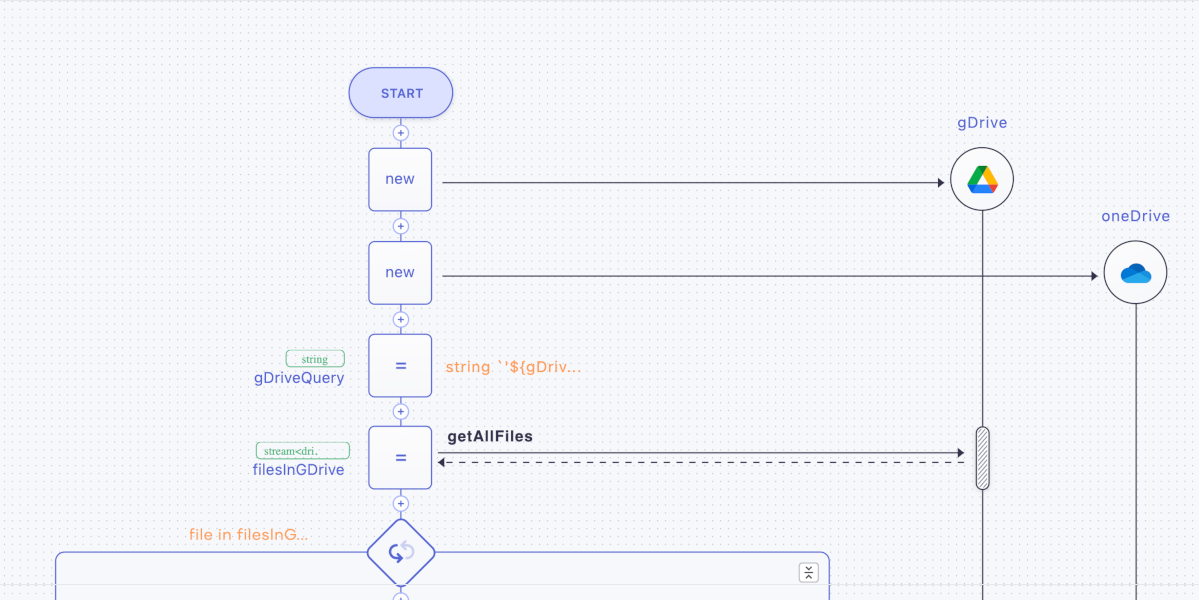 START
gDrive
new
oneDrive
new
string
gDriveQuery
=
string `'${gDriv...
getAllFiles
stream<dri.
filesInGDrive
=
file in filesInG...